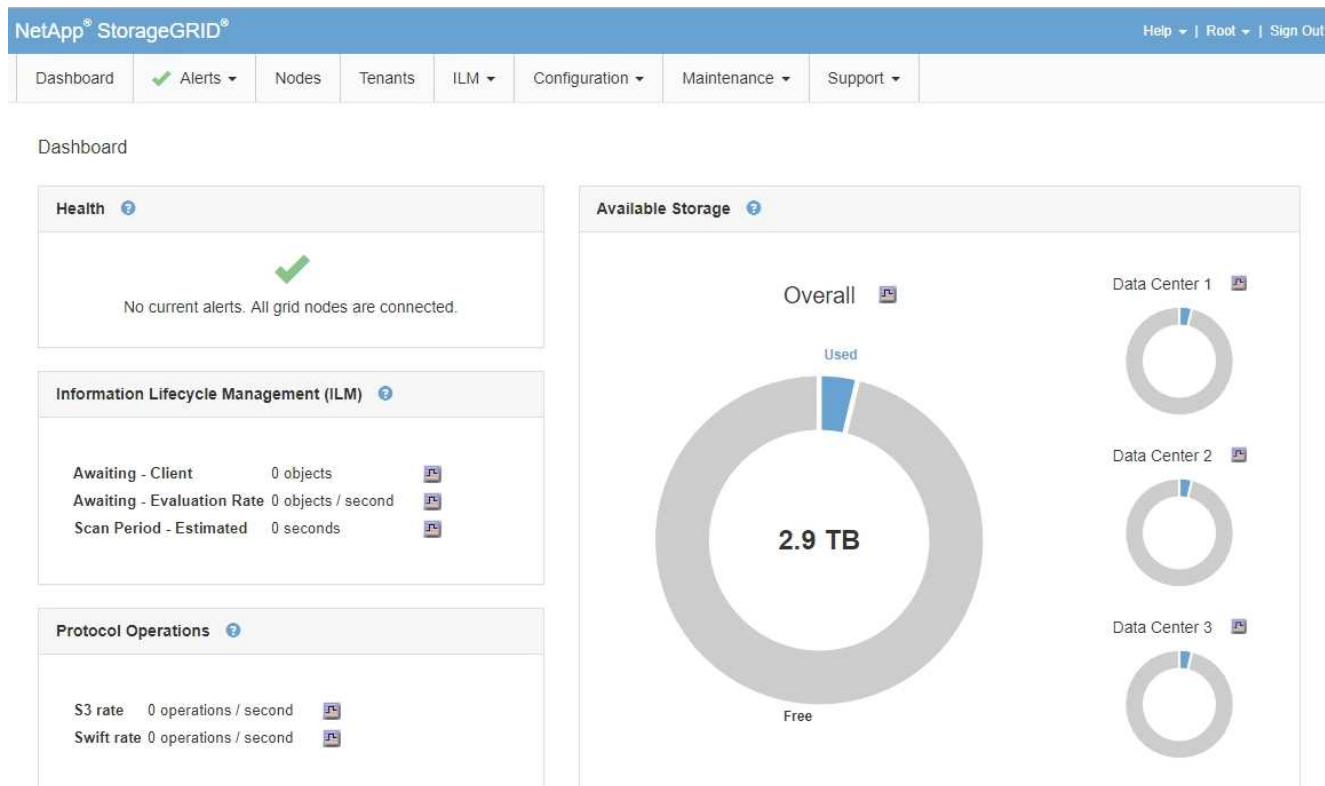 NetApp® StorageGRID®
Help | Root | Sign Out
Dashboard Alerts Nodes Tenants ILM Configuration Maintenance Support
Dashboard
Health
No current alerts. All grid nodes are connected.
Information Lifecycle Management (ILM)
Awaiting - Client 0 objects
Awaiting - Evaluation Rate 0 objects / second
Scan Period - Estimated 0 seconds
Protocol Operations
S3 rate 0 operations / second
Swift rate 0 operations / second
Available Storage
Overall
Used
2.9 TB
Free
Data Center 1
Data Center 2
Data Center 3